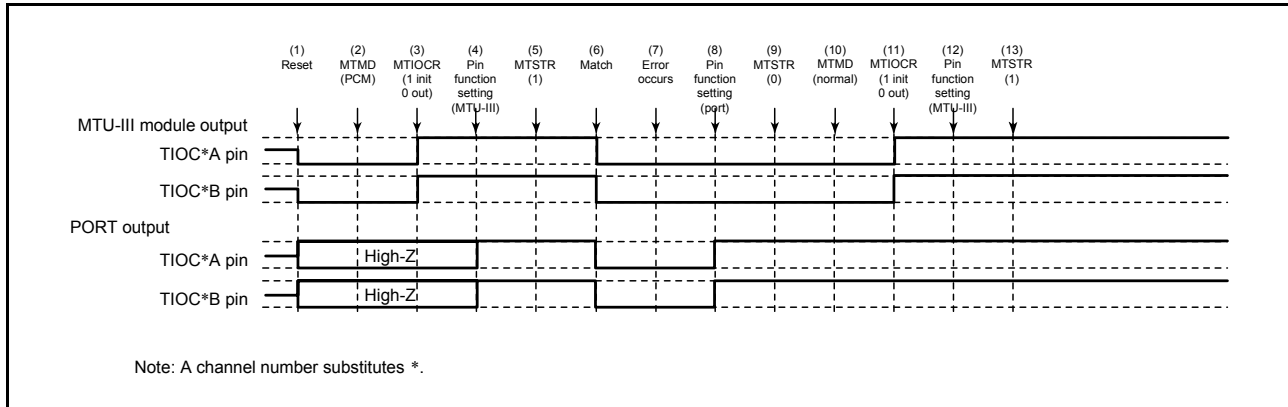 (1)
Reset
(2)
MTMD
(PCM)
(3)
MTIOCR
(1 init
0 out)
(4)
Pin
function
setting
(MTU-III)
(5)
MTSTR
(1)
(6)
Match
(7)
Error
occurs
(8)
Pin
function
setting
(port)
(9)
MTSTR
(0)
(10)
MTMD
(normal)
(11)
MTIOCR
(1 init
0 out)
(12)
Pin
function
setting
(MTU-III)
(13)
MTSTR
(1)
MTU-III module output
TIOC*A pin
TIOC*B pin
PORT output
TIOC*A pin
High-Z
TIOC*B pin
High-Z
Note: A channel number substitutes *.